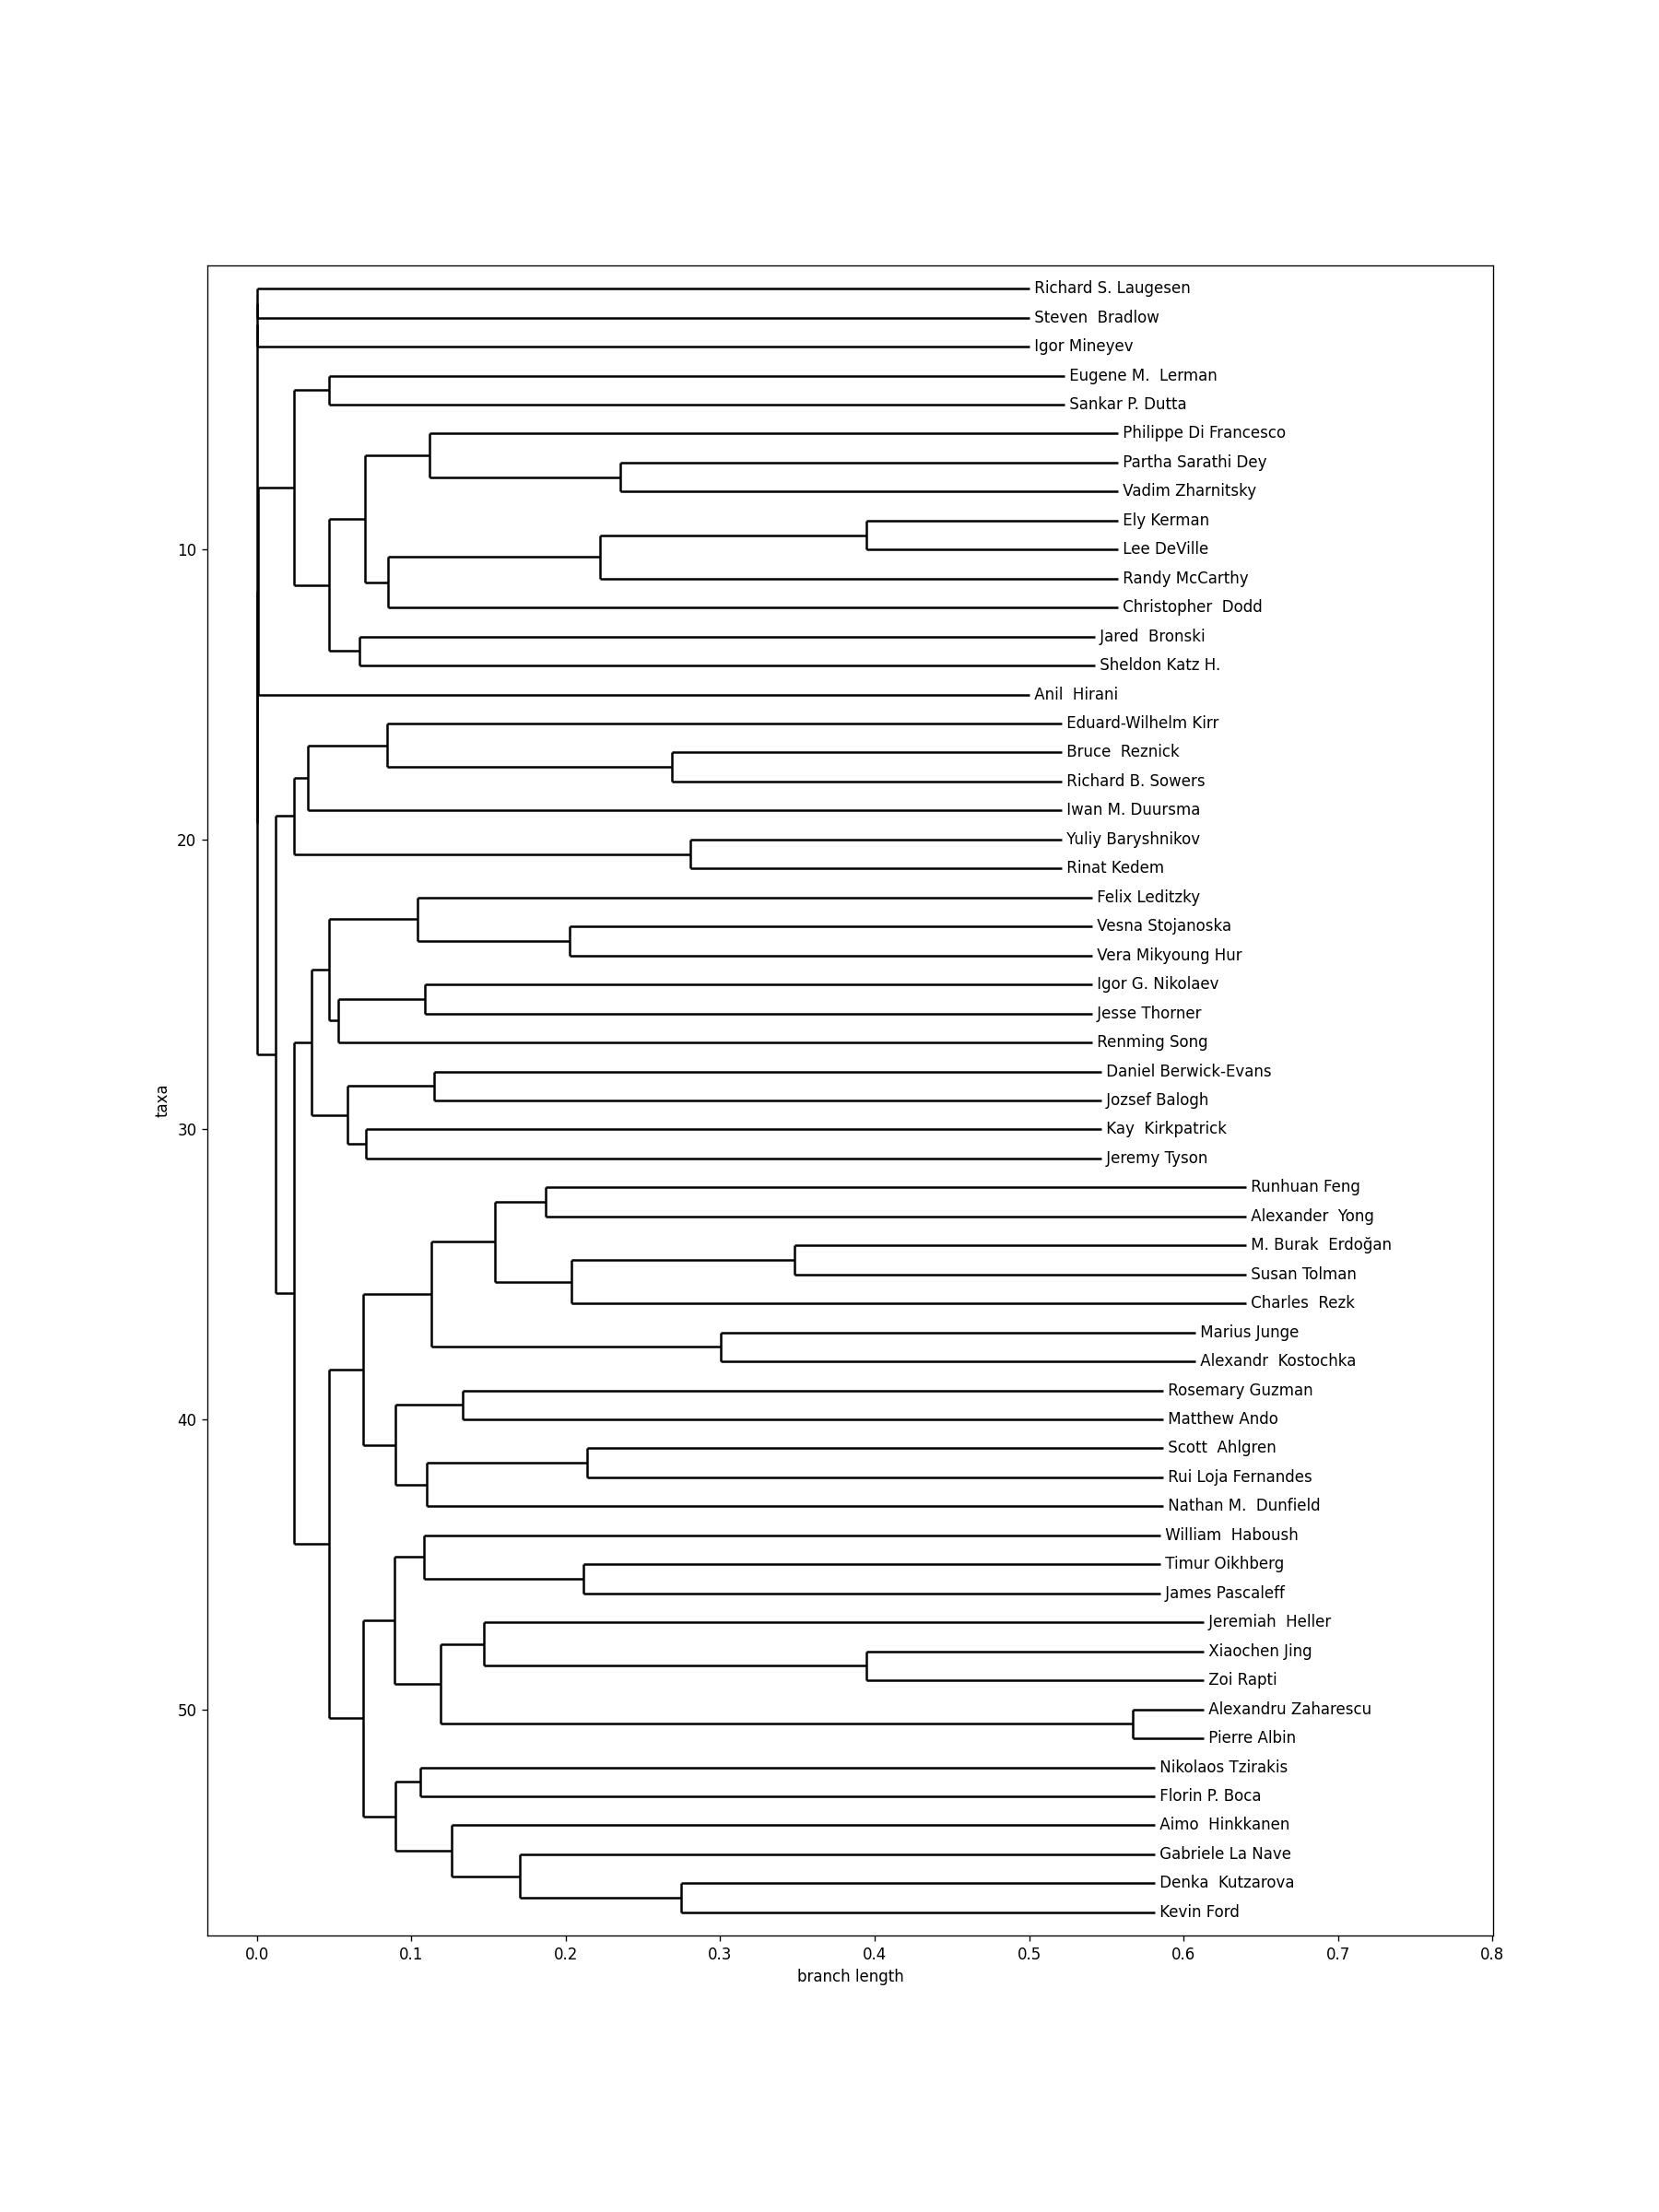 Richard S. Laugesen
Steven  Bradlow
Igor Mineyev
Eugene M.  Lerman
Sankar P. Dutta
Philippe Di Francesco
Partha Sarathi Dey
Vadim Zharnitsky
Ely Kerman
10
Lee DeVille
Randy McCarthy
Christopher  Dodd
Jared  Bronski
Sheldon Katz H.
Anil  Hirani
Eduard-Wilhelm Kirr
Bruce  Reznick
Richard B. Sowers
Iwan M. Duursma
20
Yuliy Baryshnikov
Rinat Kedem
Felix Leditzky
Vesna Stojanoska
Vera Mikyoung Hur
Igor G. Nikolaev
Jesse Thorner
Renming Song
Daniel Berwick-Evans
taxa
Jozsef Balogh
30
Kay  Kirkpatrick
Jeremy Tyson
Runhuan Feng
Alexander  Yong
M. Burak  Erdoğan
Susan Tolman
Charles  Rezk
Marius Junge
Alexandr  Kostochka
Rosemary Guzman
40
Matthew Ando
Scott  Ahlgren
Rui Loja Fernandes
Nathan M.  Dunfield
William  Haboush
Timur Oikhberg
James Pascaleff
Jeremiah  Heller
Xiaochen Jing
Zoi Rapti
50
Alexandru Zaharescu
Pierre Albin
Nikolaos Tzirakis
Florin P. Boca
Aimo  Hinkkanen
Gabriele La Nave
Denka  Kutzarova
Kevin Ford
0.0 0.1 0.2 0.3 0.4 0.5 0.6 0.7 0.8
branch length